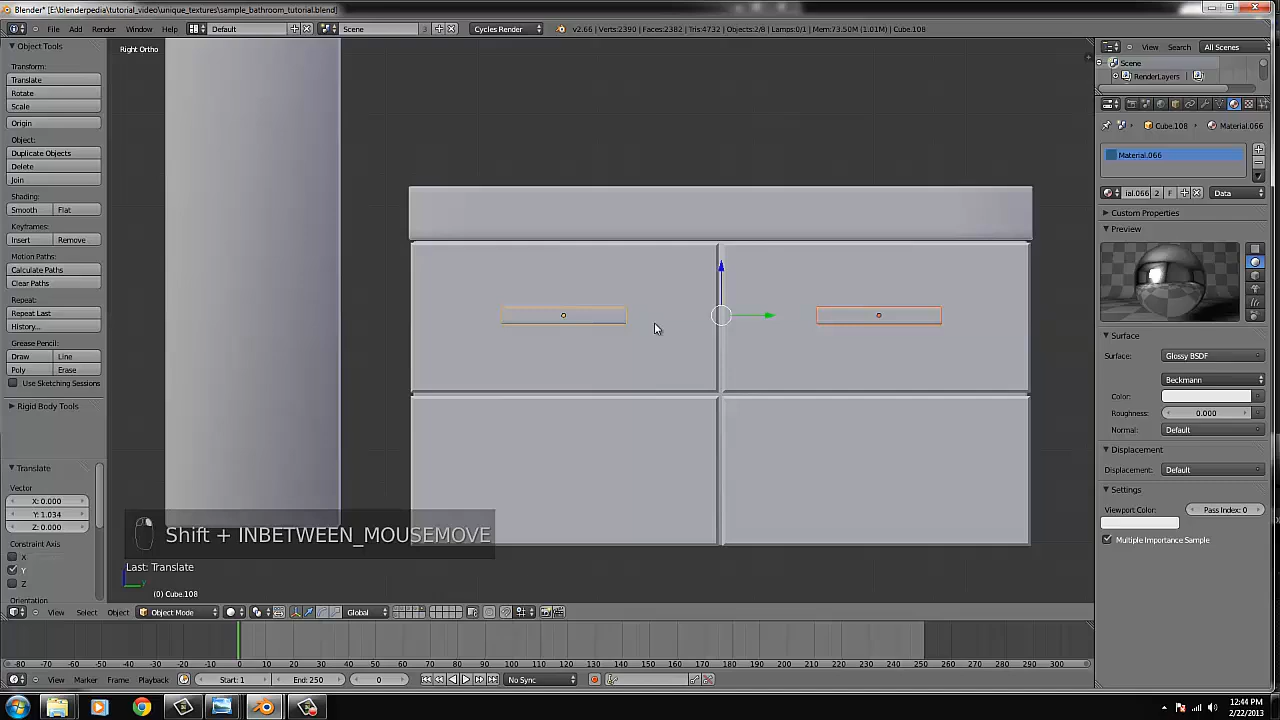 Blender* [E:\blenderpedia\tutorial_video\unique_textures\sample_bathroom_tutorial.blend]
File Add Render Window Help Default Scene 3 Cycles Render v2.66 | Verts:2390 | Faces:2382 | Tris:4732 | Objects:2/8 | Lamps:0/1 | Mem:73.50M (1.01M) | Cube.108
Object Tools
Transform:
Translate
Rotate
Scale
Origin
Object:
Duplicate Objects
Delete
Join
Shading:
Smooth Flat
Keyframes:
Insert Remove
Motion Paths:
Calculate Paths
Clear Paths
Repeat:
Repeat Last
History...
Grease Pencil:
Draw Line
Poly Erase
Use Sketching Sessions
Rigid Body Tools
Translate
Vector
X: 0.000
Y: 1.034
Z: 0.000
Constraint Axis
X
Y
Z
Orientation
Right Ortho
Shift + INBETWEEN_MOUSEMOVE
Last: Translate
(0) Cube.108
View Select Object Object Mode Global
-80 -70 -60 -50 -40 -30 -20 -10 0 10 20 30 40 50 60 70 80 90 100 110 120 130 140 150 160 170 180 190 200 210 220 230 240 250 260 270 280 290 300
View Marker Frame Playback Start: 1 End: 250 0 No Sync
View Search All Scenes
Scene
RenderLayers
Cube.108 Material.066
Material.066
ial.066 2 F Data
Custom Properties
Preview
Surface
Surface: Glossy BSDF
Beckmann
Color:
Roughness: 0.000
Normal: Default
Displacement
Displacement: Default
Settings
Pass Index: 0
Viewport Color:
Multiple Importance Sample
12:44 PM
2/22/2013